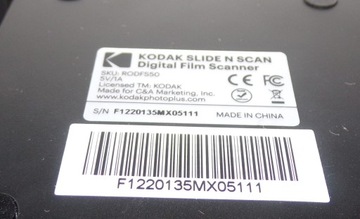 KODAK SLIDE N SCAN
Digital Film Scanner
SKU: RODFS50
5V/1A
Licensed TM: KODAK
Made for C&A Marketing, Inc.
www.kodakphotoplus.com
S/N F1220135MX05111 MADE IN CHINA
F1220135MX05111